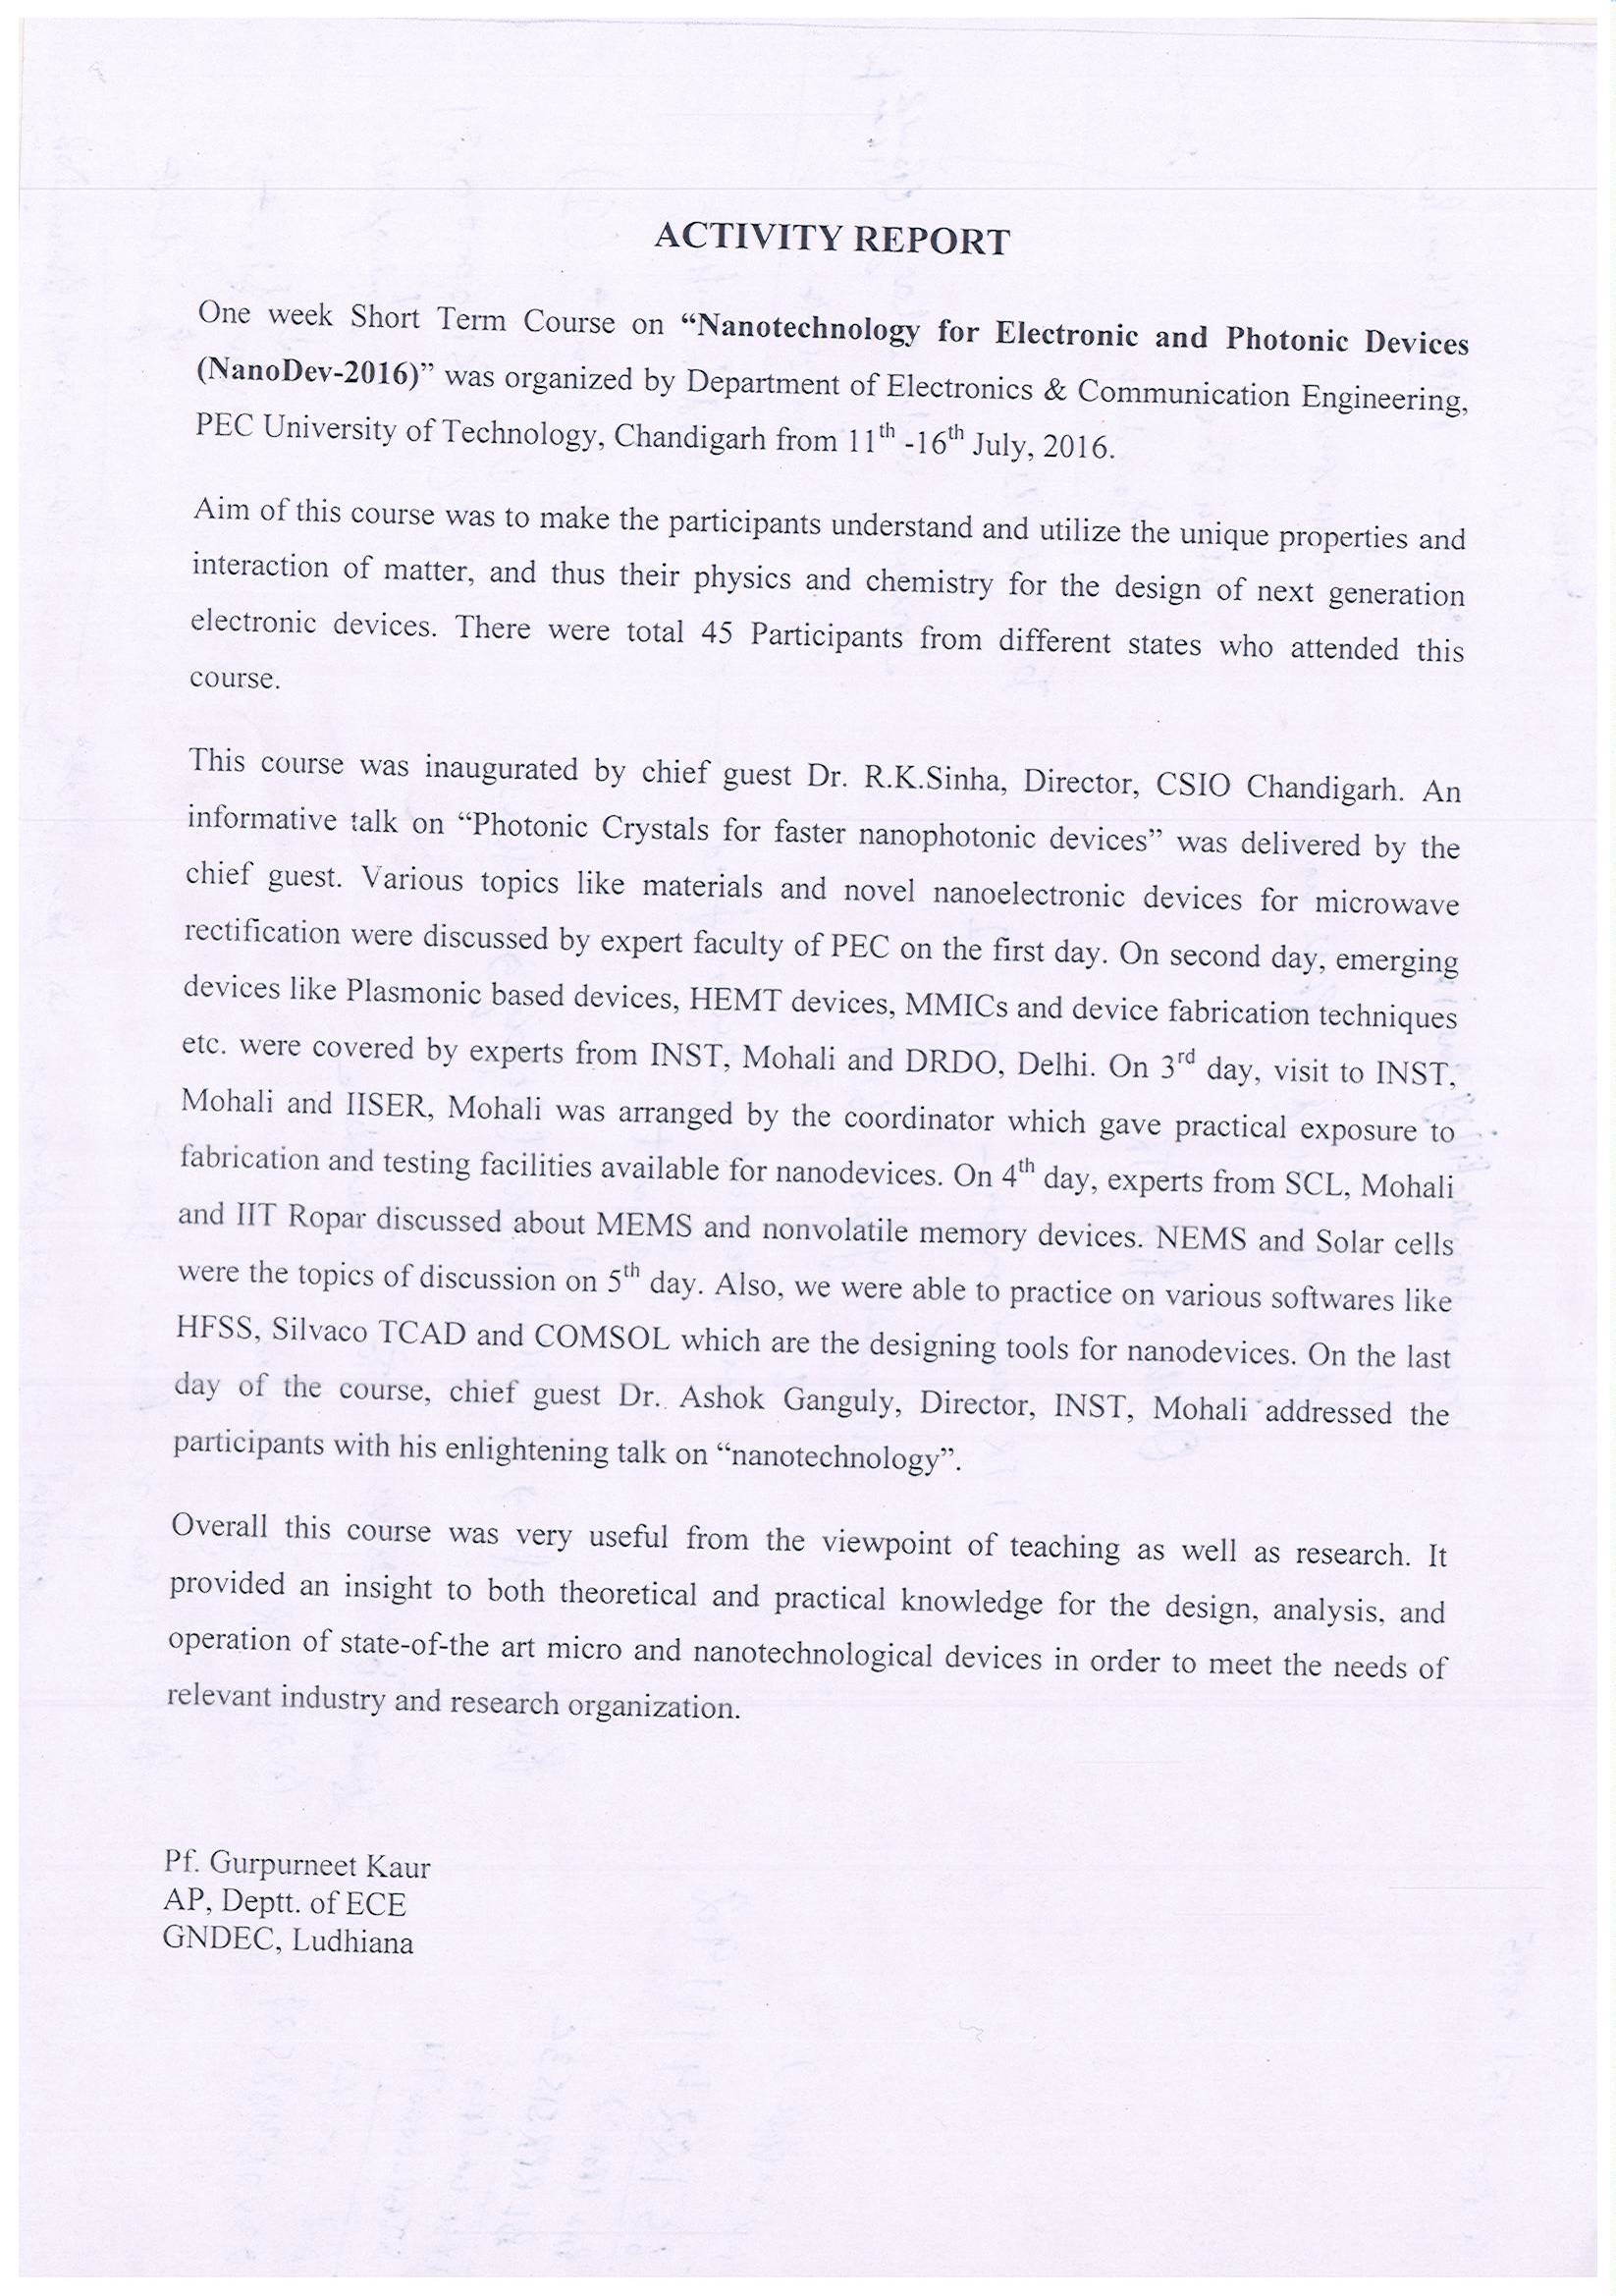 ACTIVITY REPORT
One week Short Term Course on “Nanotechnology for Electronic and Photonic Devices
(NanoDev-2016)” was organized by Department of Electronics & Communication Engineering,
PEC University of Technology, Chandigarh from 11th -16th July, 2016.
Aim of this course was to make the participants understand and utilize the unique properties and
interaction of matter, and thus their physics and chemistry for the design of next generation
electronic devices. There were total 45 Participants from different states who attended this
course.
This course was inaugurated by chief guest Dr. R.K.Sinha, Director, CSIO Chandigarh. An
informative talk on “Photonic Crystals for faster nanophotonic devices” was delivered by the
chief guest. Various topics like materials and novel nanoelectronic devices for microwave
rectification were discussed by expert faculty of PEC on the first day. On second day, emerging
devices like Plasmonic based devices, HEMT devices, MMICs and device fabrication techniques
etc. were covered by experts from INST, Mohali and DRDO, Delhi. On 3rd day, visit to INST,
Mohali and IISER, Mohali was arranged by the coordinator which gave practical exposure to
fabrication and testing facilities available for nanodevices. On 4th day, experts from SCL, Mohali
and IIT Ropar discussed about MEMS and nonvolatile memory devices. NEMS and Solar cells
were the topics of discussion on 5th day. Also, we were able to practice on various softwares like
HFSS, Silvaco TCAD and COMSOL which are the designing tools for nanodevices. On the last
day of the course, chief guest Dr. Ashok Ganguly, Director, INST, Mohali addressed the
participants with his enlightening talk on “nanotechnology”.
Overall this course was very useful from the viewpoint of teaching as well as research. It
provided an insight to both theoretical and practical knowledge for the design, analysis, and
operation of state-of-the art micro and nanotechnological devices in order to meet the needs of
relevant industry and research organization.
Pf. Gurpurneet Kaur
AP, Deptt. of ECE
GNDEC, Ludhiana